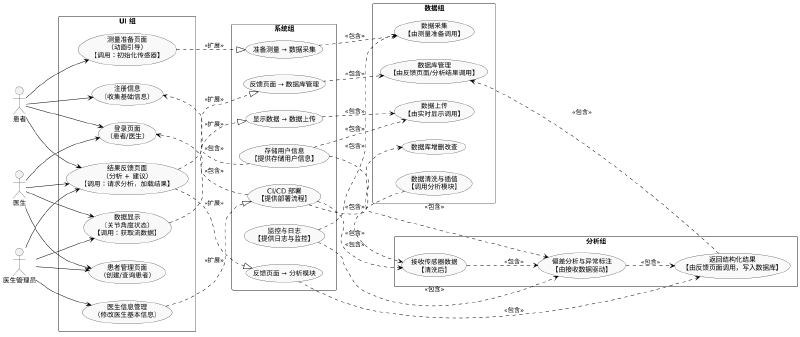 UI 组
测量准备页面
（动画引导）
【调用：初始化传感器】
注册信息
（收集基础信息）
登录页面
（患者/医生）
结果反馈页面
（分析 + 建议）
【调用：请求分析，加载结果】
数据显示
（关节角度状态）
【调用：获取流数据】
患者管理页面
（创建/查询患者）
医生信息管理
（修改医生基本信息）
患者
医生
医生管理员
系统组
准备测量 → 数据采集
反馈页面 → 数据库管理
显示数据 → 数据上传
存储用户信息
【提供存储用户信息】
CI/CD 部署
【提供部署流程】
监控与日志
【提供日志与监控】
反馈页面 → 分析模块
数据组
数据采集
【由测量准备调用】
数据库管理
【由反馈页面/分析结果调用】
数据上传
【由实时显示调用】
数据库增删改查
数据清洗与插值
【调用分析模块】
分析组
接收传感器数据
【清洗后】
偏差分析与异常标注
【由接收数据驱动】
返回结构化结果
【由反馈页面调用，写入数据库】
«扩展»
«扩展»
«扩展»
«包含»
«包含»
«扩展»
«扩展»
«包含»
«包含»
«包含»
«包含»
«包含»
«包含»
«包含»
«包含»
«包含»
«包含»
«包含»
«包含»
«包含»